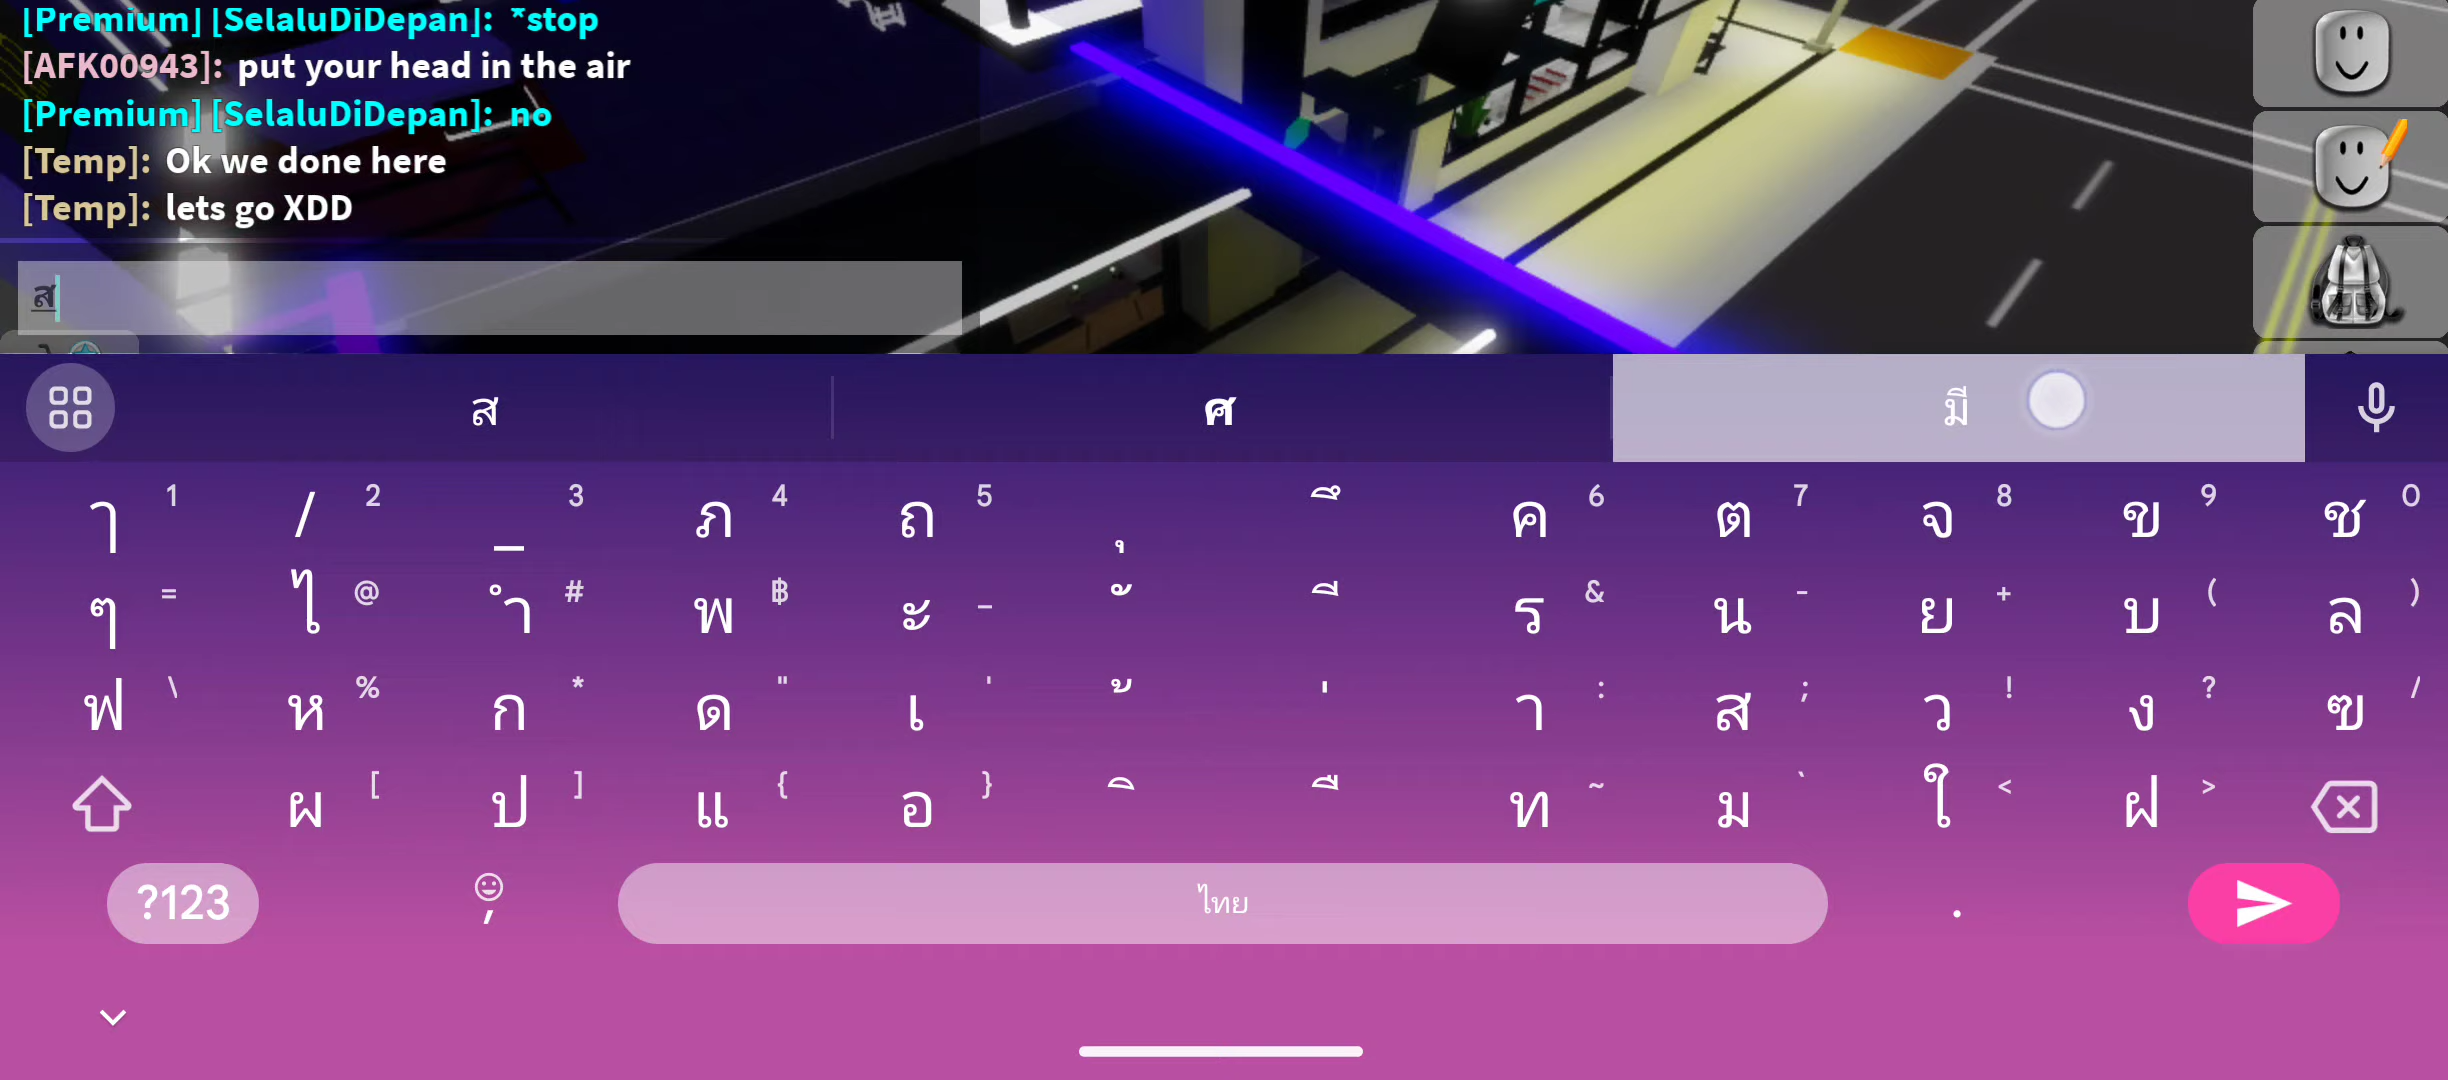 [Premium] [SelaluDiDepan]: *stop
[AFK00943]: put your head in the air
[Premium] [SelaluDiDepan]: no
[Temp]: Ok we done here
[Temp]: lets go XDD
ส
ส ศ มี
ๅ 1 / 2 _ 3 ภ 4 ถ 5 ุ ึ ค 6 ต 7 จ 8 ข 9 ช 0
ๆ = ไ @ ำ # พ ฿ ะ _ ั ี ร & น - ย + บ ( ล )
ฟ \ ห % ก * ด " เ ' ้ ่ า : ส ; ว ! ง ? ฃ /
ผ [ ป ] แ { อ } ิ ื ท ~ ม ` ใ < ฝ >
?123 , ไทย .